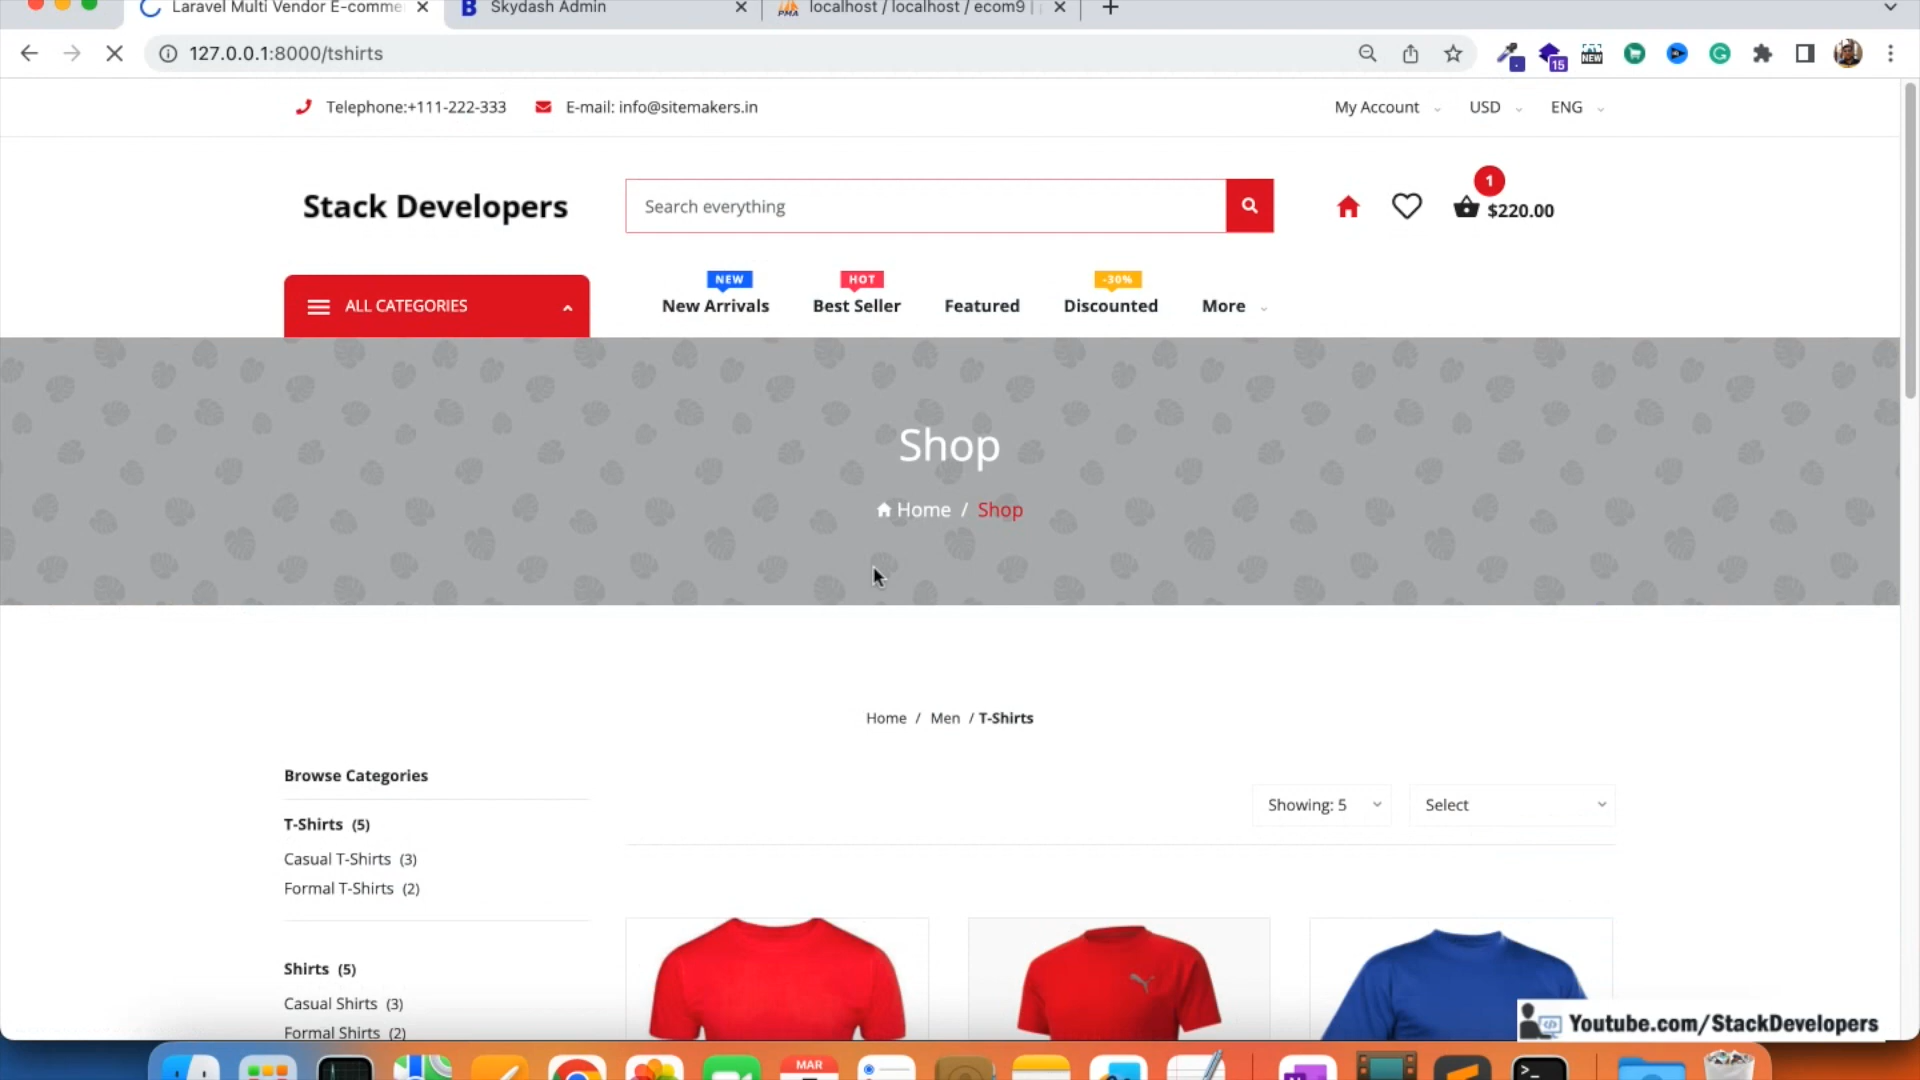 Laravel Multi Vendor E-comme
Skydash Admin
localhost / localhost / ecom9 |
127.0.0.1:8000/tshirts
15
NEW
Telephone:+111-222-333
E-mail: info@sitemakers.in
My Account
USD
ENG
Stack Developers
Search everything
1
$220.00
ALL CATEGORIES
NEW
New Arrivals
HOT
Best Seller
Featured
-30%
Discounted
More
Shop
Home / Shop
Home / Men / T-Shirts
Browse Categories
Showing: 5
Select
T-Shirts (5)
Casual T-Shirts (3)
Formal T-Shirts (2)
Shirts (5)
Casual Shirts (3)
Formal Shirts (2)
Youtube.com/StackDevelopers
MAR